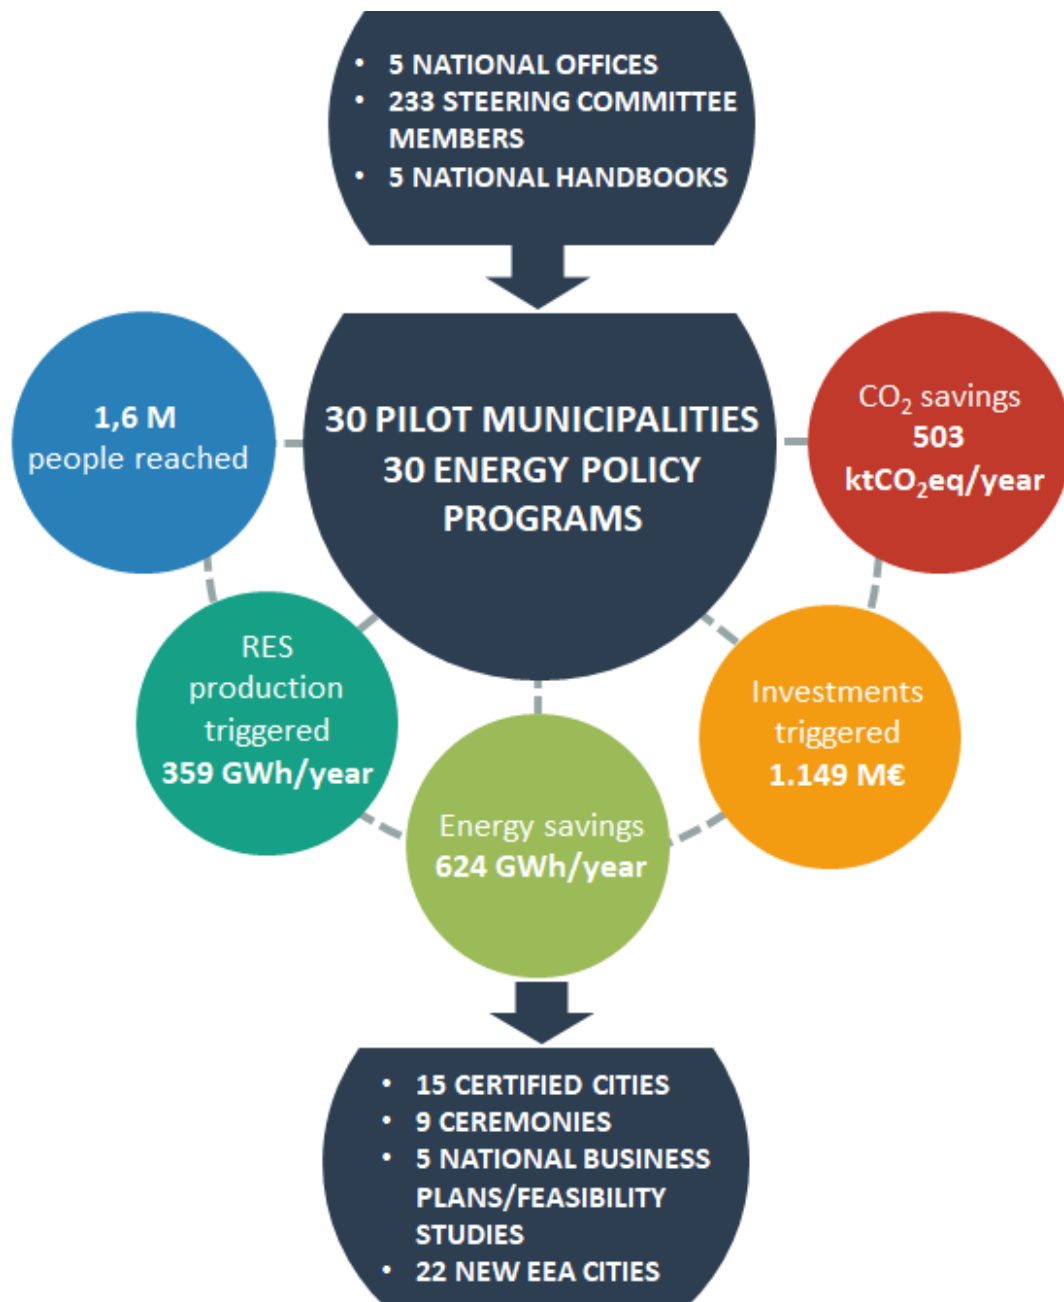 • 5 NATIONAL OFFICES
• 233 STEERING COMMITTEE
MEMBERS
• 5 NATIONAL HANDBOOKS
30 PILOT MUNICIPALITIES
30 ENERGY POLICY
PROGRAMS
1,6 M
people reached
CO₂ savings
503
ktCO₂eq/year
RES
production
triggered
359 GWh/year
Energy savings
624 GWh/year
Investments
triggered
1.149 M€
• 15 CERTIFIED CITIES
• 9 CEREMONIES
• 5 NATIONAL BUSINESS
PLANS/FEASIBILITY
STUDIES
• 22 NEW EEA CITIES